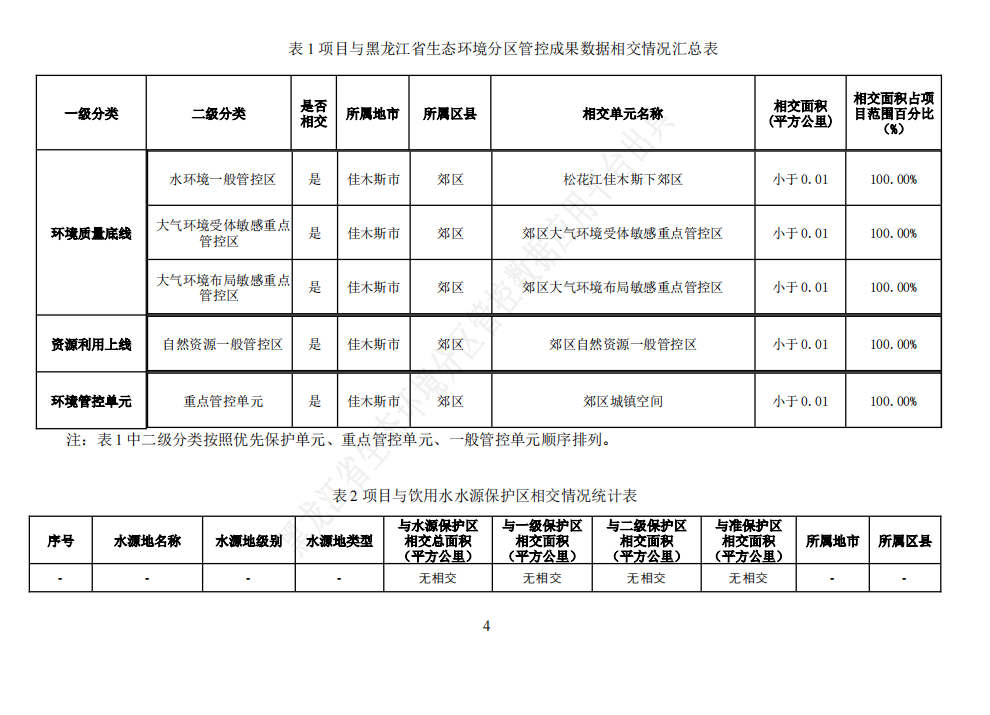 表 1 项目与黑龙江省生态环境分区管控成果数据相交情况汇总表
一级分类 二级分类 是否相交 所属地市 所属区县 相交单元名称 相交面积(平方公里) 相交面积占项目范围百分比（%）
环境质量底线 水环境一般管控区 是 佳木斯市 郊区 松花江佳木斯下郊区 小于 0.01 100.00%
大气环境受体敏感重点管控区 是 佳木斯市 郊区 郊区大气环境受体敏感重点管控区 小于 0.01 100.00%
大气环境布局敏感重点管控区 是 佳木斯市 郊区 郊区大气环境布局敏感重点管控区 小于 0.01 100.00%
资源利用上线 自然资源一般管控区 是 佳木斯市 郊区 郊区自然资源一般管控区 小于 0.01 100.00%
环境管控单元 重点管控单元 是 佳木斯市 郊区 郊区城镇空间 小于 0.01 100.00%
注：表 1 中二级分类按照优先保护单元、重点管控单元、一般管控单元顺序排列。
表 2 项目与饮用水水源保护区相交情况统计表
序号 水源地名称 水源地级别 水源地类型 与水源保护区相交总面积（平方公里） 与一级保护区相交面积（平方公里） 与二级保护区相交面积（平方公里） 与准保护区相交面积（平方公里） 所属地市 所属区县
- - - - 无相交 无相交 无相交 无相交 - -
4
黑龙江省生态环境分区管控数据应用平台出具